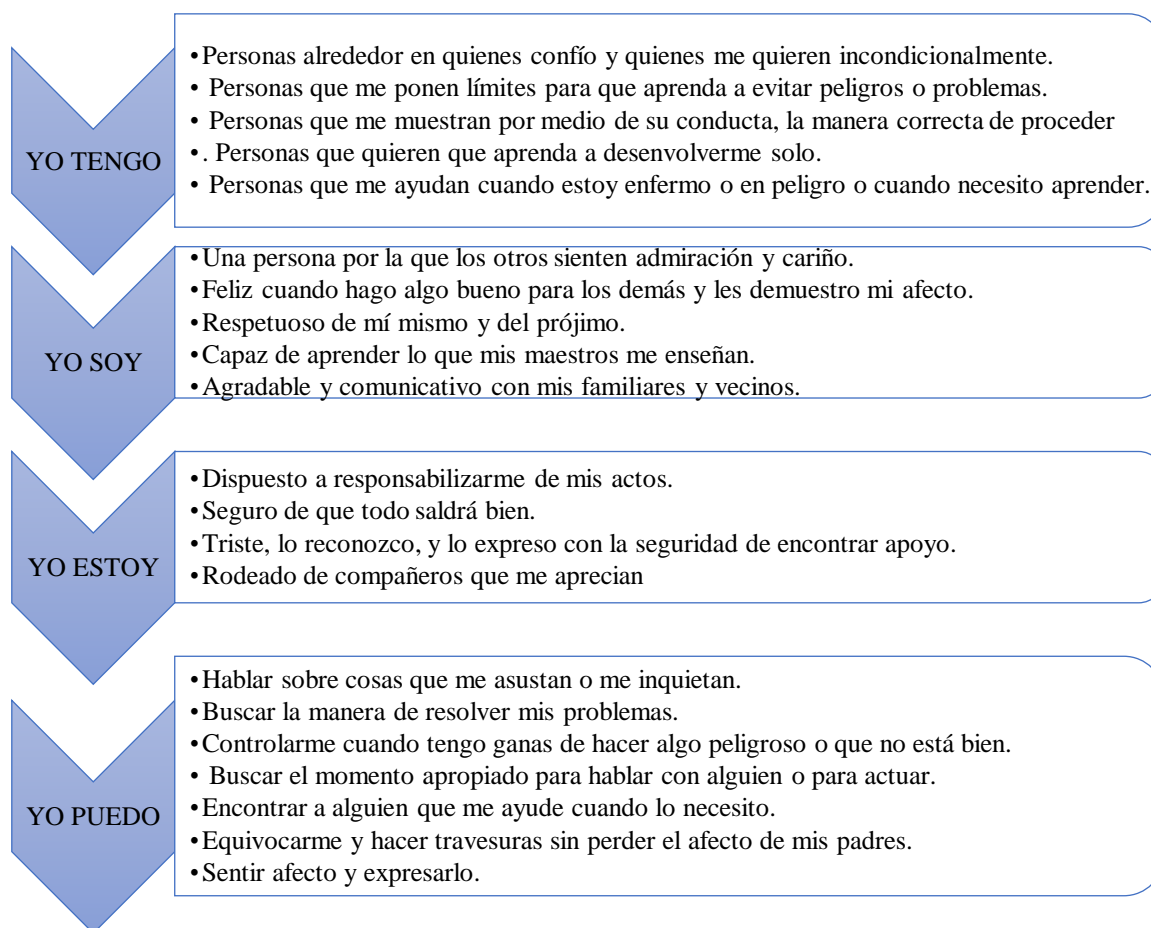 YO TENGO
•Personas alrededor en quienes confío y quienes me quieren incondicionalmente.
• Personas que me ponen límites para que aprenda a evitar peligros o problemas.
• Personas que me muestran por medio de su conducta, la manera correcta de proceder
•. Personas que quieren que aprenda a desenvolverme solo.
• Personas que me ayudan cuando estoy enfermo o en peligro o cuando necesito aprender.
YO SOY
•Una persona por la que los otros sienten admiración y cariño.
•Feliz cuando hago algo bueno para los demás y les demuestro mi afecto.
•Respetuoso de mí mismo y del prójimo.
•Capaz de aprender lo que mis maestros me enseñan.
•Agradable y comunicativo con mis familiares y vecinos.
YO ESTOY
•Dispuesto a responsabilizarme de mis actos.
•Seguro de que todo saldrá bien.
•Triste, lo reconozco, y lo expreso con la seguridad de encontrar apoyo.
•Rodeado de compañeros que me aprecian
YO PUEDO
•Hablar sobre cosas que me asustan o me inquietan.
•Buscar la manera de resolver mis problemas.
•Controlarme cuando tengo ganas de hacer algo peligroso o que no está bien.
• Buscar el momento apropiado para hablar con alguien o para actuar.
•Encontrar a alguien que me ayude cuando lo necesito.
•Equivocarme y hacer travesuras sin perder el afecto de mis padres.
•Sentir afecto y expresarlo.